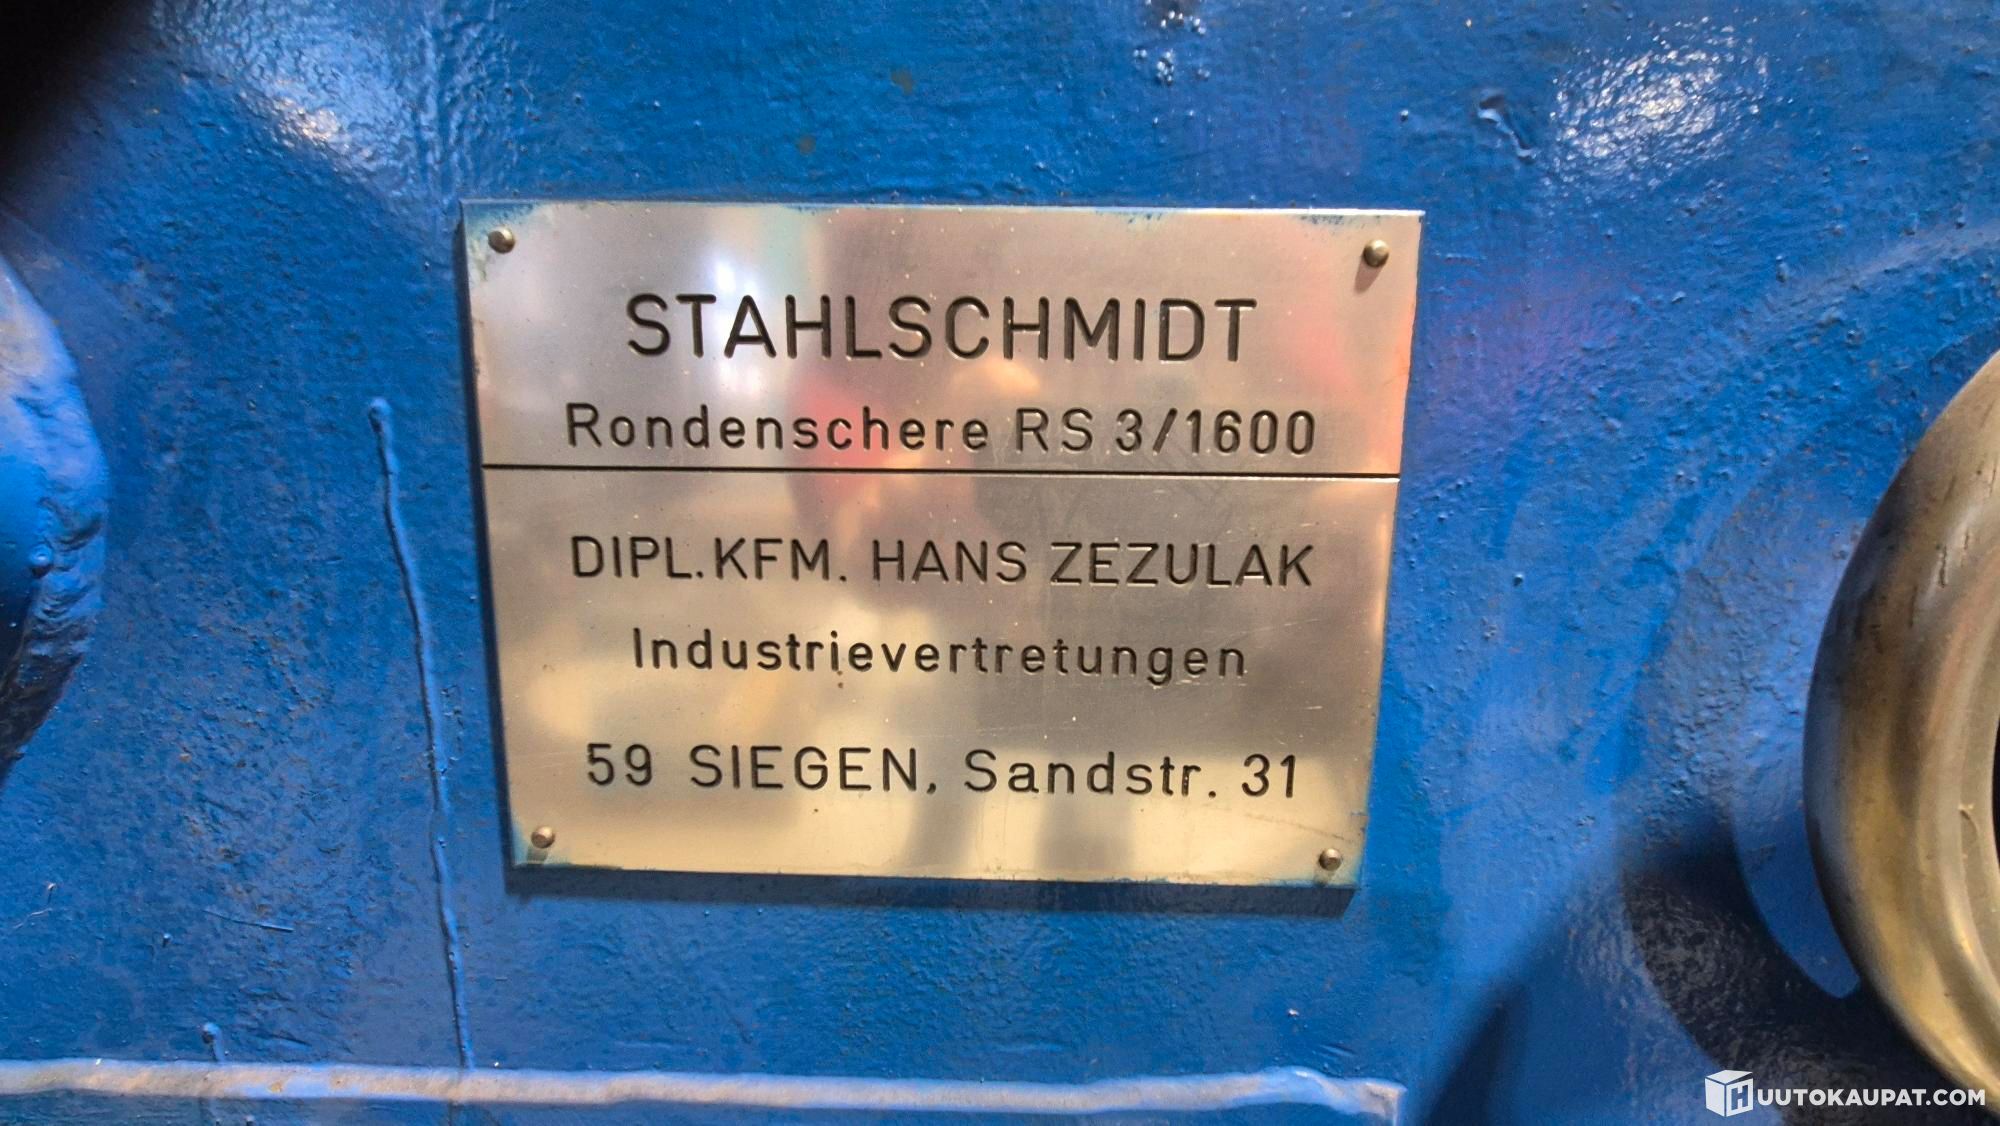 STAHLSCHMIDT
Rondenschere RS 3/1600
DIPL.KFM. HANS ZEZULAK
Industrievertretungen
59 SIEGEN, Sandstr. 31
HUUTOKAUPAT.COM